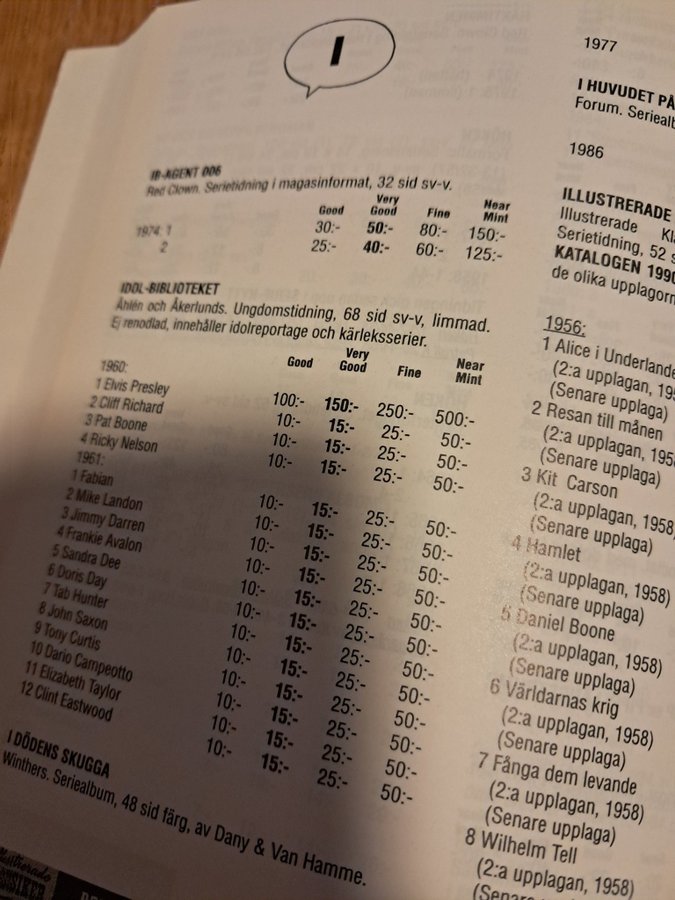 I
IB-AGENT 006
Red Clown. Serietidning i magasinformat, 32 sid sv-v.
Good Very Good Fine Near Mint
1974: 1 30:- 50:- 80:- 150:-
2 25:- 40:- 60:- 125:-
IDOL-BIBLIOTEKET
Åhlén och Åkerlunds. Ungdomstidning, 68 sid sv-v, limmad.
Ej renodlad, innehåller idolreportage och kärleksserier.
Good Very Good Fine Near Mint
1960:
1 Elvis Presley 100:- 150:- 250:- 500:-
2 Cliff Richard 10:- 15:- 25:- 50:-
3 Pat Boone 10:- 15:- 25:- 50:-
4 Ricky Nelson 10:- 15:- 25:- 50:-
1961:
1 Fabian 10:- 15:- 25:- 50:-
2 Mike Landon 10:- 15:- 25:- 50:-
3 Jimmy Darren 10:- 15:- 25:- 50:-
4 Frankie Avalon 10:- 15:- 25:- 50:-
5 Sandra Dee 10:- 15:- 25:- 50:-
6 Doris Day 10:- 15:- 25:- 50:-
7 Tab Hunter 10:- 15:- 25:- 50:-
8 John Saxon 10:- 15:- 25:- 50:-
9 Tony Curtis 10:- 15:- 25:- 50:-
10 Dario Campeotto 10:- 15:- 25:- 50:-
11 Elizabeth Taylor 10:- 15:- 25:- 50:-
12 Clint Eastwood 10:- 15:- 25:- 50:-
I DÖDENS SKUGGA
Winthers. Seriealbum, 48 sid färg, av Dany & Van Hamme.
1977
I HUVUDET PÅ
Forum. Seriealb
1986
ILLUSTRERADE
Illustrerade Kl
Serietidning, 52 s
KATALOGEN 1990
de olika upplagorn
1956:
1 Alice i Underlande
(2:a upplagan, 195
(Senare upplaga)
2 Resan till månen
(2:a upplagan, 195
(Senare upplaga)
3 Kit Carson
(2:a upplagan, 1958
(Senare upplaga)
4 Hamlet
(2:a upplagan, 1958)
(Senare upplaga)
5 Daniel Boone
(2:a upplagan, 1958)
(Senare upplaga)
6 Världarnas krig
(2:a upplagan, 1958)
(Senare upplaga)
7 Fånga dem levande
(2:a upplagan, 1958)
(Senare upplaga)
8 Wilhelm Tell
(2:a upplagan, 1958)
(Senare upplaga)